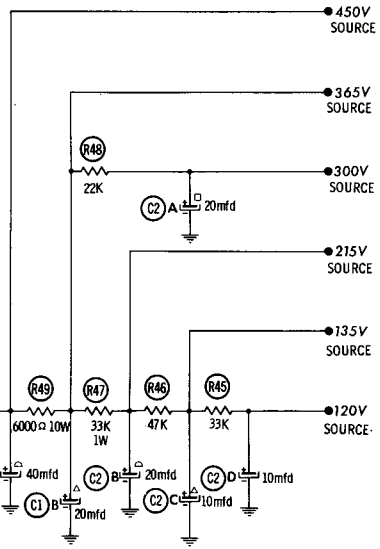 450V
SOURCE
365V
SOURCE
R48
22K
300V
SOURCE
C2 A 20mfd
215V
SOURCE
135V
SOURCE
R49
R47
R46
R45
6000Ω 10W
33K
1W
47K
33K
120V
SOURCE
40mfd
C1 B 20mfd
C2 B 20mfd
C2 C 10mfd
C2 D 10mfd